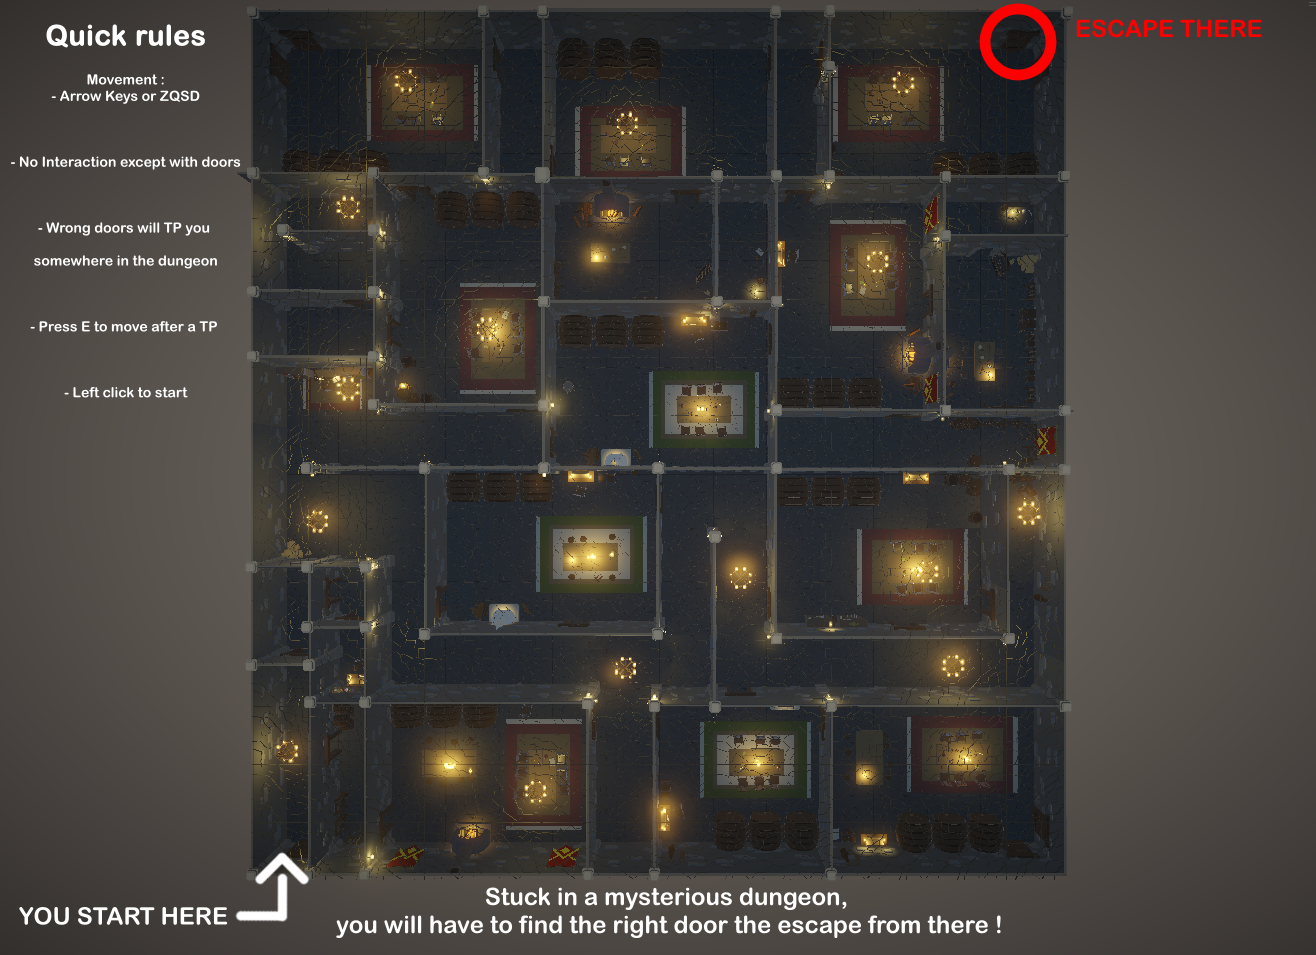 Quick rules
Movement :
- Arrow Keys or ZQSD
- No Interaction except with doors
- Wrong doors will TP you
somewhere in the dungeon
- Press E to move after a TP
- Left click to start
ESCAPE THERE
YOU START HERE
Stuck in a mysterious dungeon,
you will have to find the right door the escape from there !